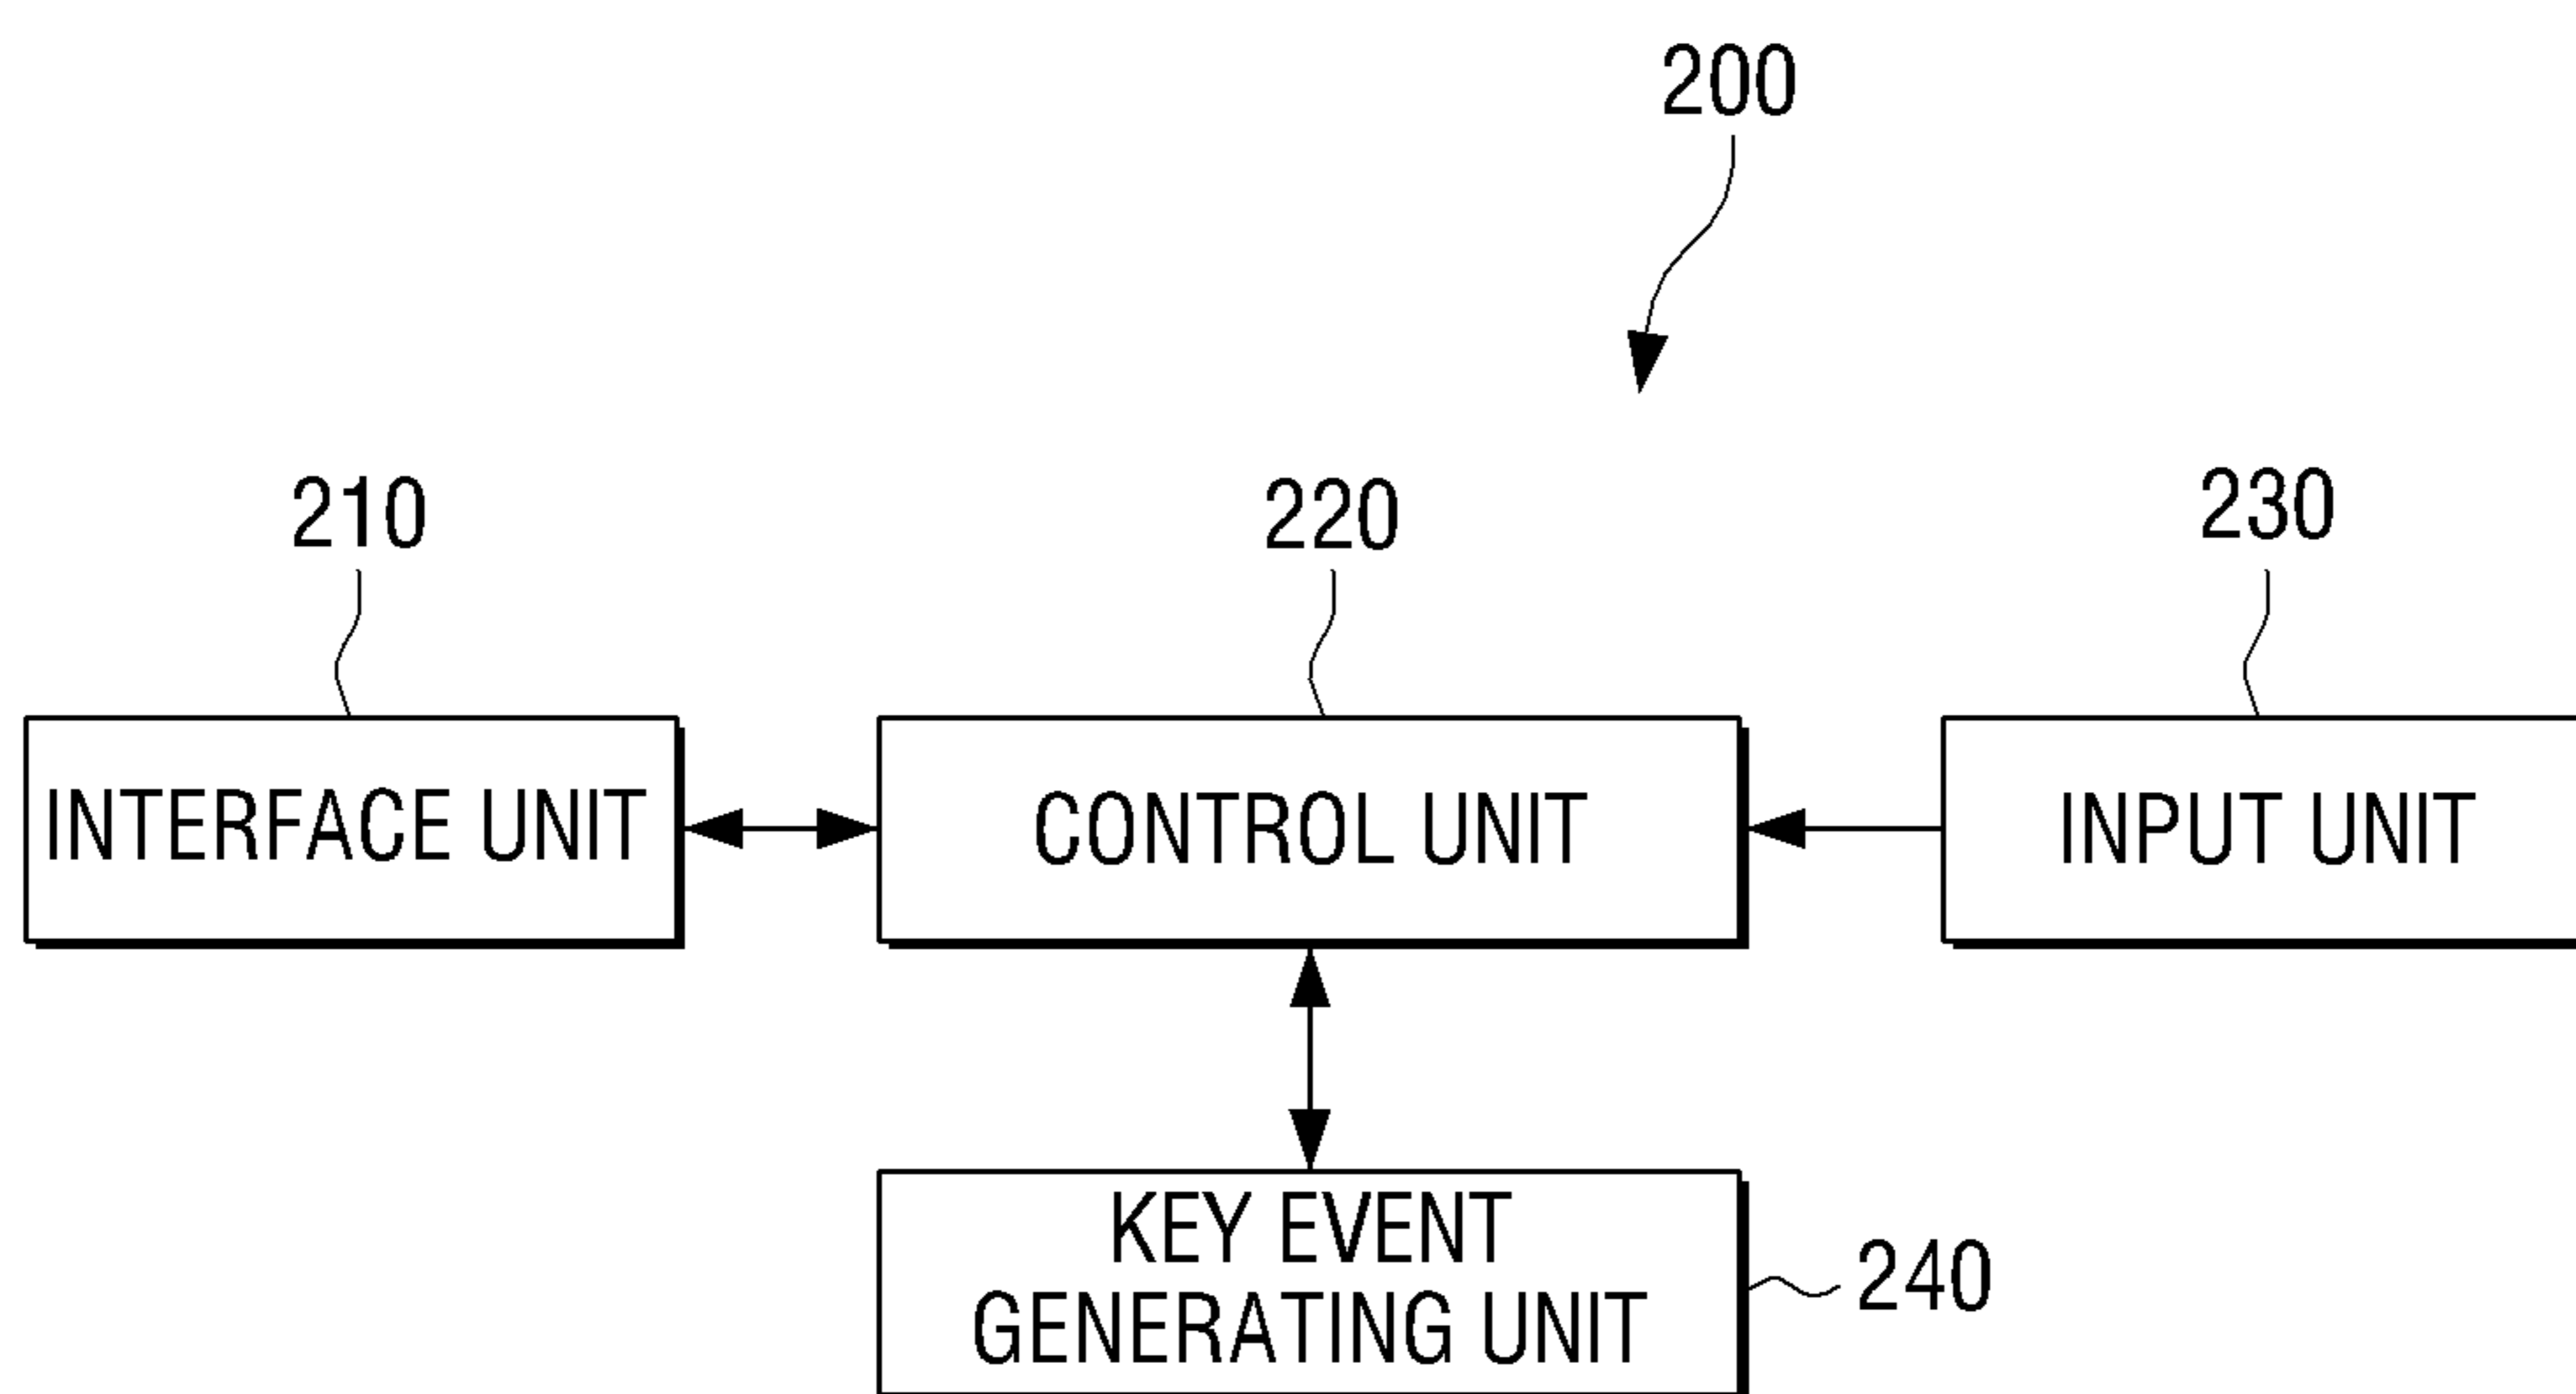 200
210
220
230
INTERFACE UNIT
CONTROL UNIT
INPUT UNIT
KEY EVENT
GENERATING UNIT
240